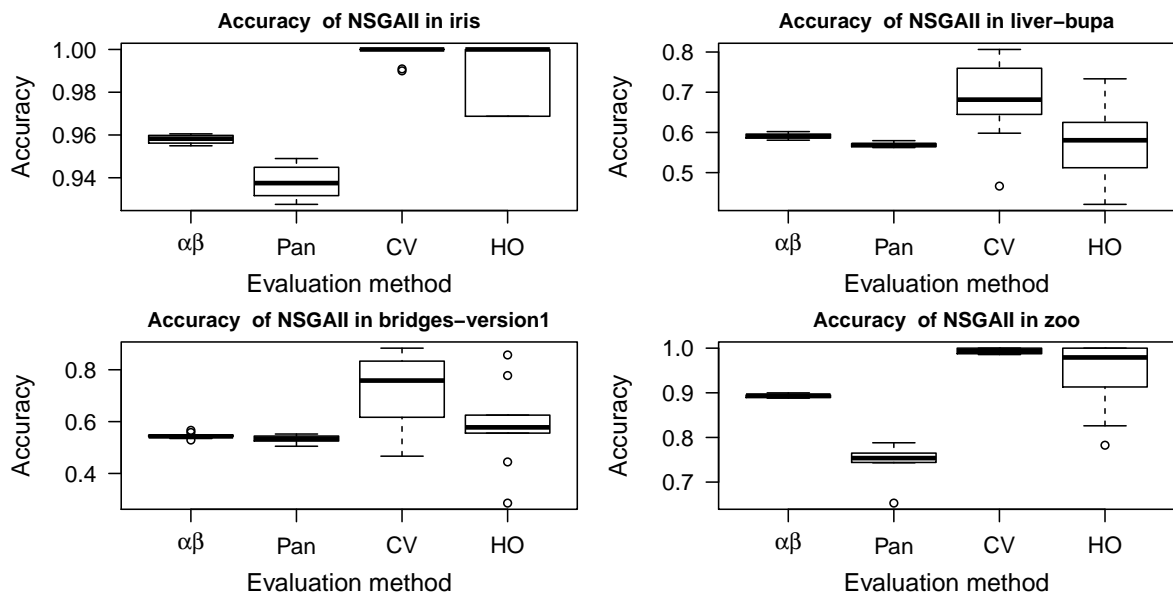 Accuracy of NSGAII in iris
Accuracy
1.00
0.98
0.96
0.94
αβ Pan CV HO
Evaluation method
Accuracy of NSGAII in liver−bupa
Accuracy
0.8
0.7
0.6
0.5
αβ Pan CV HO
Evaluation method
Accuracy of NSGAII in bridges−version1
Accuracy
0.8
0.6
0.4
αβ Pan CV HO
Evaluation method
Accuracy of NSGAII in zoo
Accuracy
1.0
0.9
0.8
0.7
αβ Pan CV HO
Evaluation method